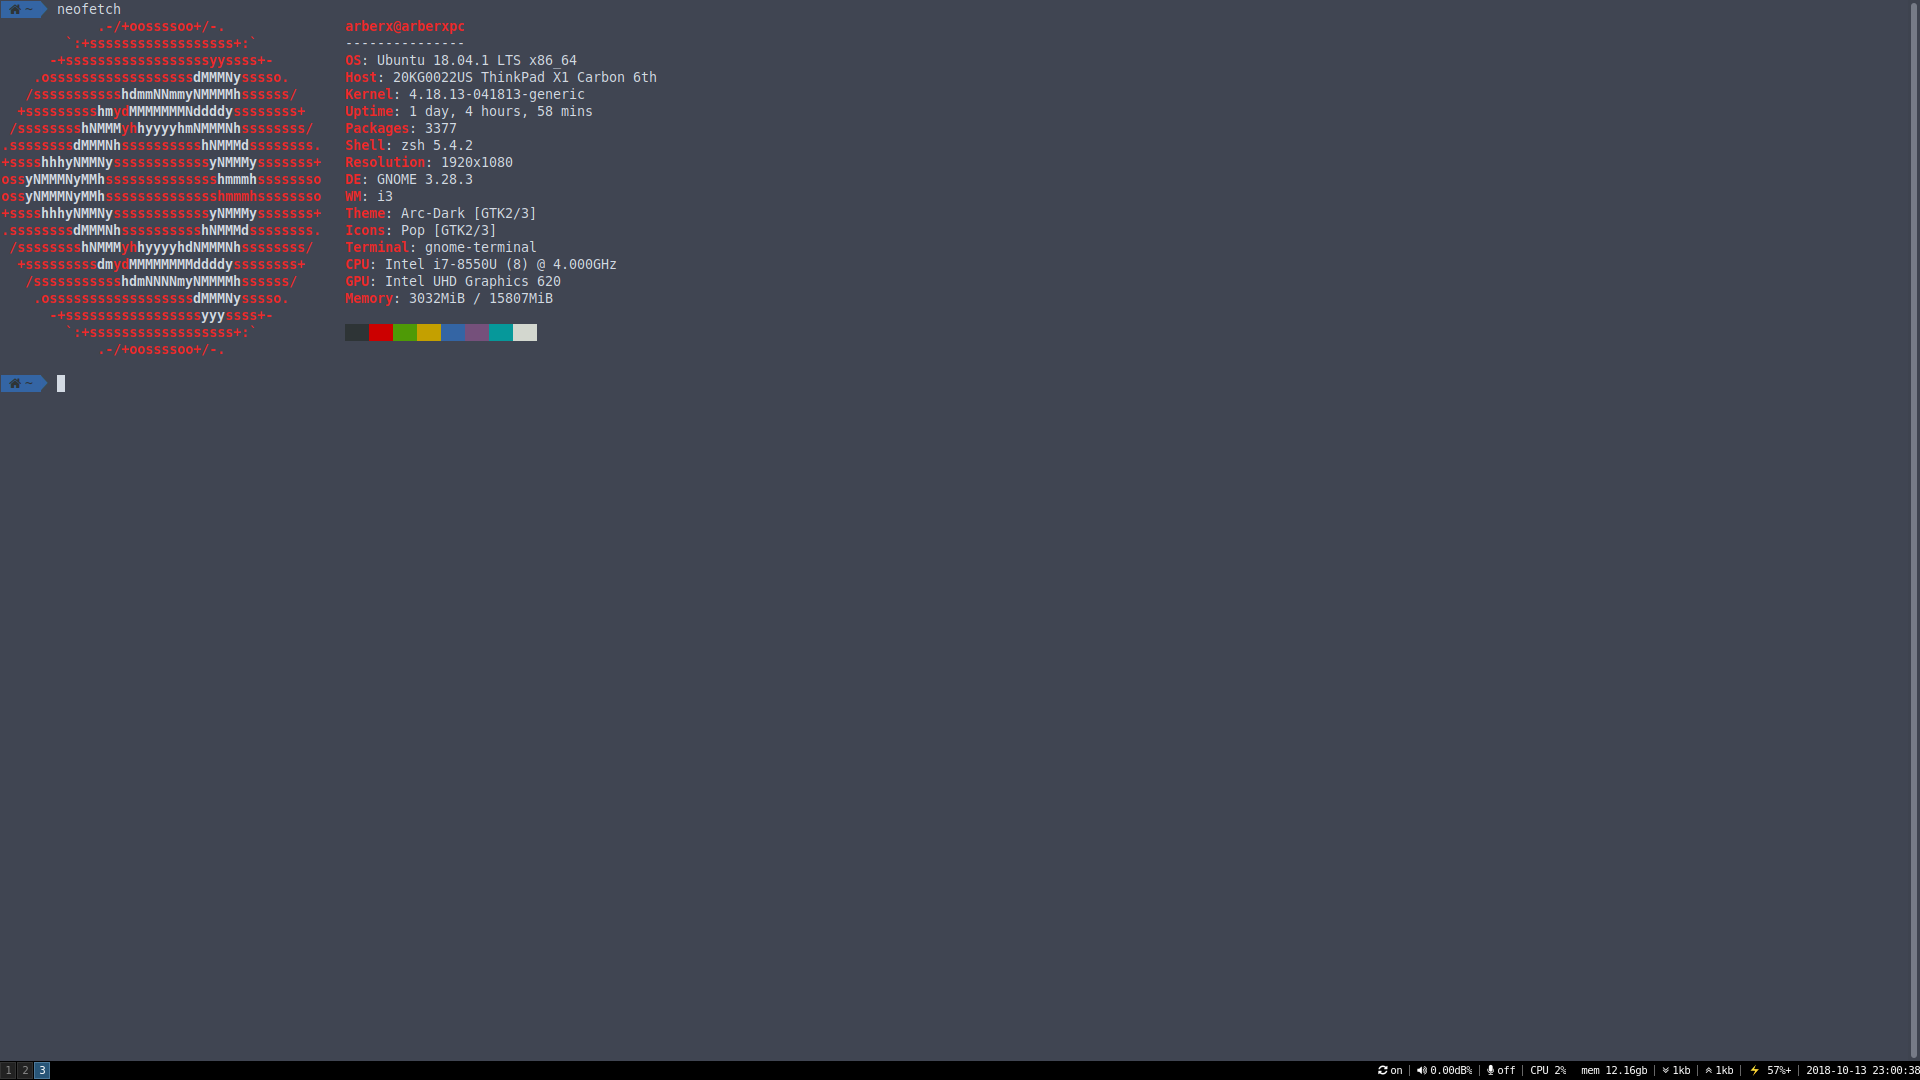 ~ neofetch
.-/+oossssoo+/-. arberx@arberxpc
`:+ssssssssssssssssss+:` ---------------
-+ssssssssssssssssssyyssss+- OS: Ubuntu 18.04.1 LTS x86_64
.ossssssssssssssssssdMMMNysssso. Host: 20KG0022US ThinkPad X1 Carbon 6th
/ssssssssssshdmmNNmmyNMMMMhssssss/ Kernel: 4.18.13-041813-generic
+ssssssssshmydMMMMMMMNddddyssssssss+ Uptime: 1 day, 4 hours, 58 mins
/sssssssshNMMMyhhyyyyhmNMMMNhssssssss/ Packages: 3377
.ssssssssdMMMNhsssssssssshNMMMdssssssss. Shell: zsh 5.4.2
+sssshhhyNMMNyssssssssssssyNMMMysssssss+ Resolution: 1920x1080
ossyNMMMNyMMhsssssssssssssshmmmhssssssso DE: GNOME 3.28.3
ossyNMMMNyMMhsssssssssssssshmmmhssssssso WM: i3
+sssshhhyNMMNyssssssssssssyNMMMysssssss+ Theme: Arc-Dark [GTK2/3]
.ssssssssdMMMNhsssssssssshNMMMdssssssss. Icons: Pop [GTK2/3]
/sssssssshNMMMyhhyyyyhdNMMMNhssssssss/ Terminal: gnome-terminal
+sssssssssdmydMMMMMMMMddddyssssssss+ CPU: Intel i7-8550U (8) @ 4.000GHz
/ssssssssssshdmNNNNmyNMMMMhssssss/ GPU: Intel UHD Graphics 620
.ossssssssssssssssssdMMMNysssso. Memory: 3032MiB / 15807MiB
-+sssssssssssssssssyyyssss+-
`:+ssssssssssssssssss+:`
.-/+oossssoo+/-.
~
1 2 3 on | 0.00dB% | off | CPU 2% mem 12.16gb | 1kb | 1kb | ⚡ 57%+ | 2018-10-13 23:00:38